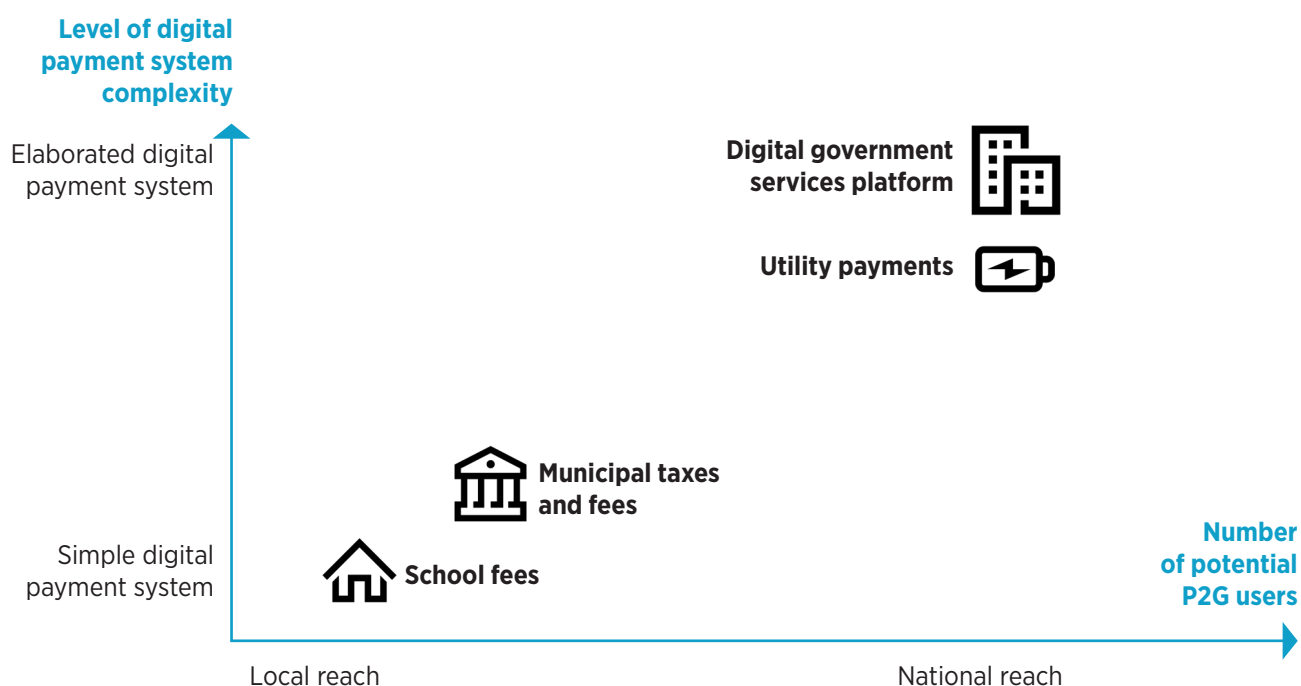 Level of digital
payment system
complexity
Elaborated digital
payment system
Digital government
services platform
Utility payments
Municipal taxes
and fees
Simple digital
payment system
School fees
Number
of potential
P2G users
Local reach
National reach